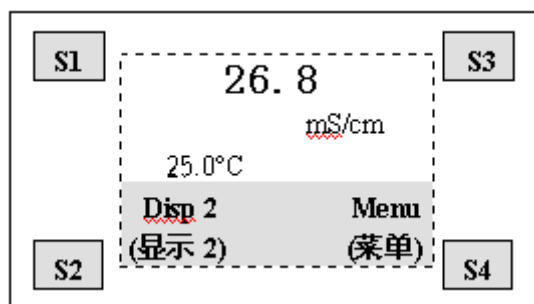 S1
S3
26. 8
mS/cm
25.0°C
Disp 2
Menu
(显示 2)
(菜单)
S2
S4